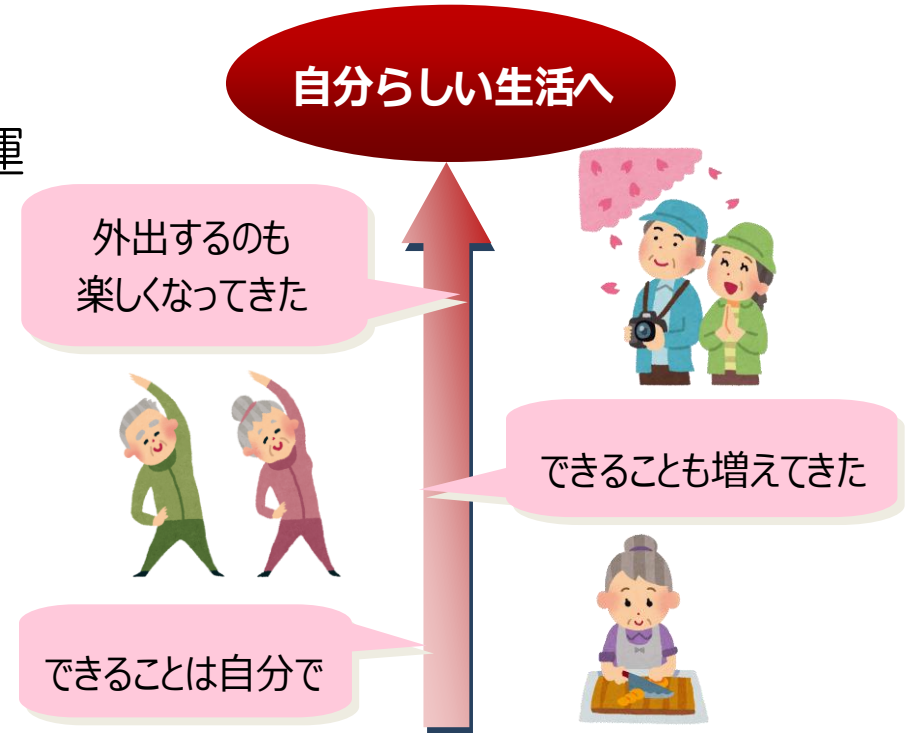 自分らしい生活へ
運
外出するのも
楽しくなってきた
できることも増えてきた
できることは自分で